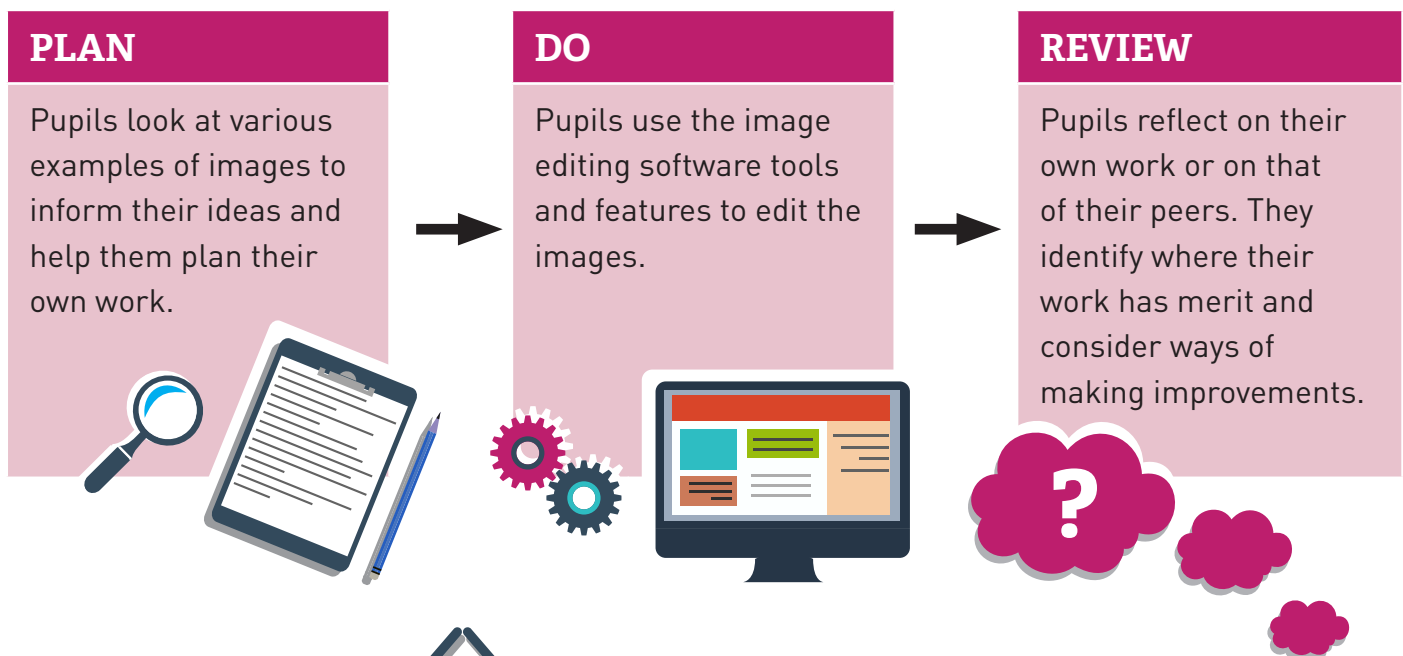 PLAN
Pupils look at various
examples of images to
inform their ideas and
help them plan their
own work.
DO
Pupils use the image
editing software tools
and features to edit the
images.
REVIEW
Pupils reflect on their
own work or on that
of their peers. They
identify where their
work has merit and
consider ways of
making improvements.
?